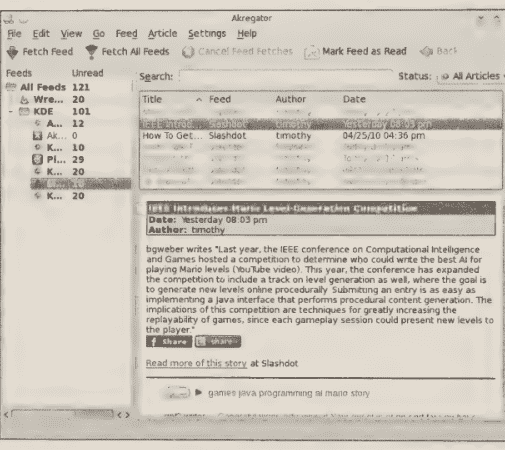 Akregator
File Edit View Go Feed Article Settings Help
Fetch Feed Fetch All Feeds Cancel Feed Fetches Mark Feed as Read Back
Feeds Unread
Search: Status: All Articles
All Feeds 121
Wre... 20
KDE 101
A... 12
Ak... 0
K... 10
Pl... 29
K... 20
K... 20
Title Feed Author Date
IEEE Introd... Slashdot timothy Yesterday 08:03 pm
How To Get... Slashdot timothy 04/25/10 04:36 pm
IEEE Introduces Mario Level-Generation Competition
Date: Yesterday 08:03 pm
Author: timothy
bgweber writes "Last year, the IEEE conference on Computational Intelligence
and Games hosted a competition to determine who could write the best AI for
playing Mario levels (YouTube video). This year, the conference has expanded
the competition to include a track on level generation as well, where the goal is
to generate new levels online procedurally Submitting an entry is as easy as
implementing a Java interface that performs procedural content generation. The
implications of this competition are techniques for greatly increasing the
replayability of games, since each gameplay session could present new levels to
the player."
f Share share
Read more of this story at Slashdot
games java programming ai mario story